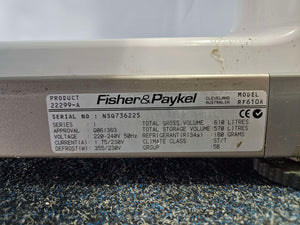 PRODUCT
22299-A
Fisher&Paykel
CLEVELAND
AUSTRALIA
MODEL
RF610A
SERIAL NO : NSQ736225
SERIES : 1
APPROVAL : Q061363
VOLTAGE : 220-240V 50Hz
CURRENT(A) : 1.75/230V
DEFROST(W) : 355/230V
TOTAL GROSS VOLUME : 610 LITRES
TOTAL STORAGE VOLUME : 570 LITRES
REFRIGERANT(R134a) : 180 GRAMS
CLIMATE CLASS : ST/T
GROUP : 5B